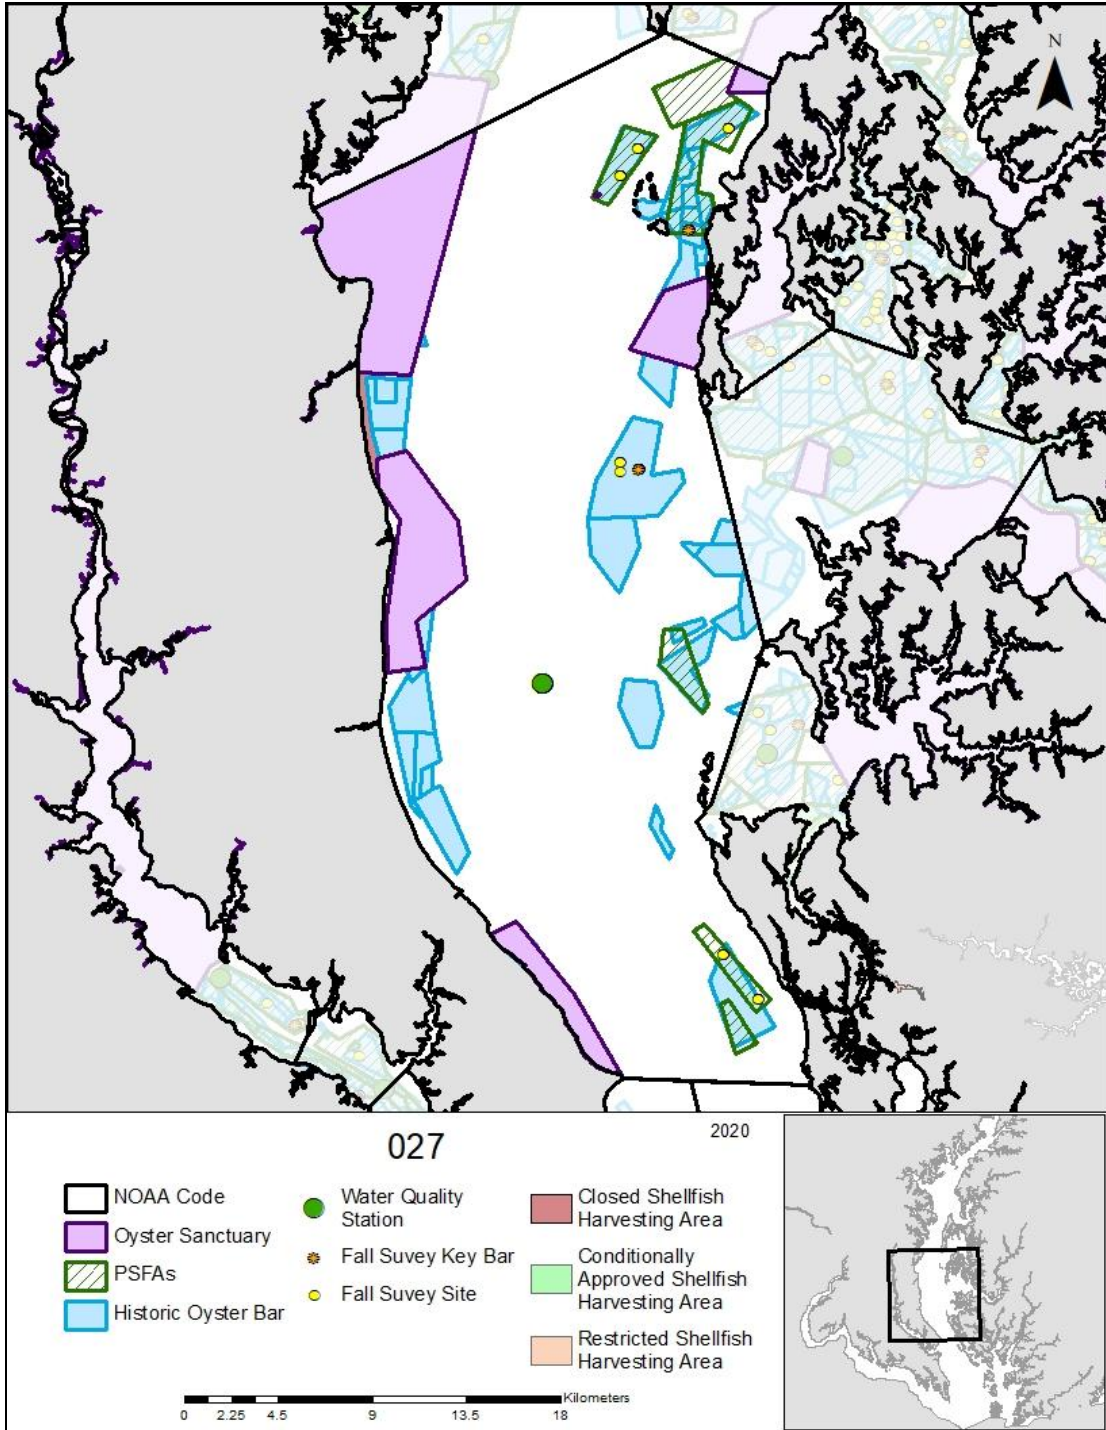 N
027
2020
NOAA Code
Oyster Sanctuary
PSFAs
Historic Oyster Bar
Water Quality
Station
Fall Suvey Key Bar
Fall Suvey Site
Closed Shellfish
Harvesting Area
Conditionally
Approved Shellfish
Harvesting Area
Restricted Shellfish
Harvesting Area
Kilometers
0 2.25 4.5 9 13.5 18